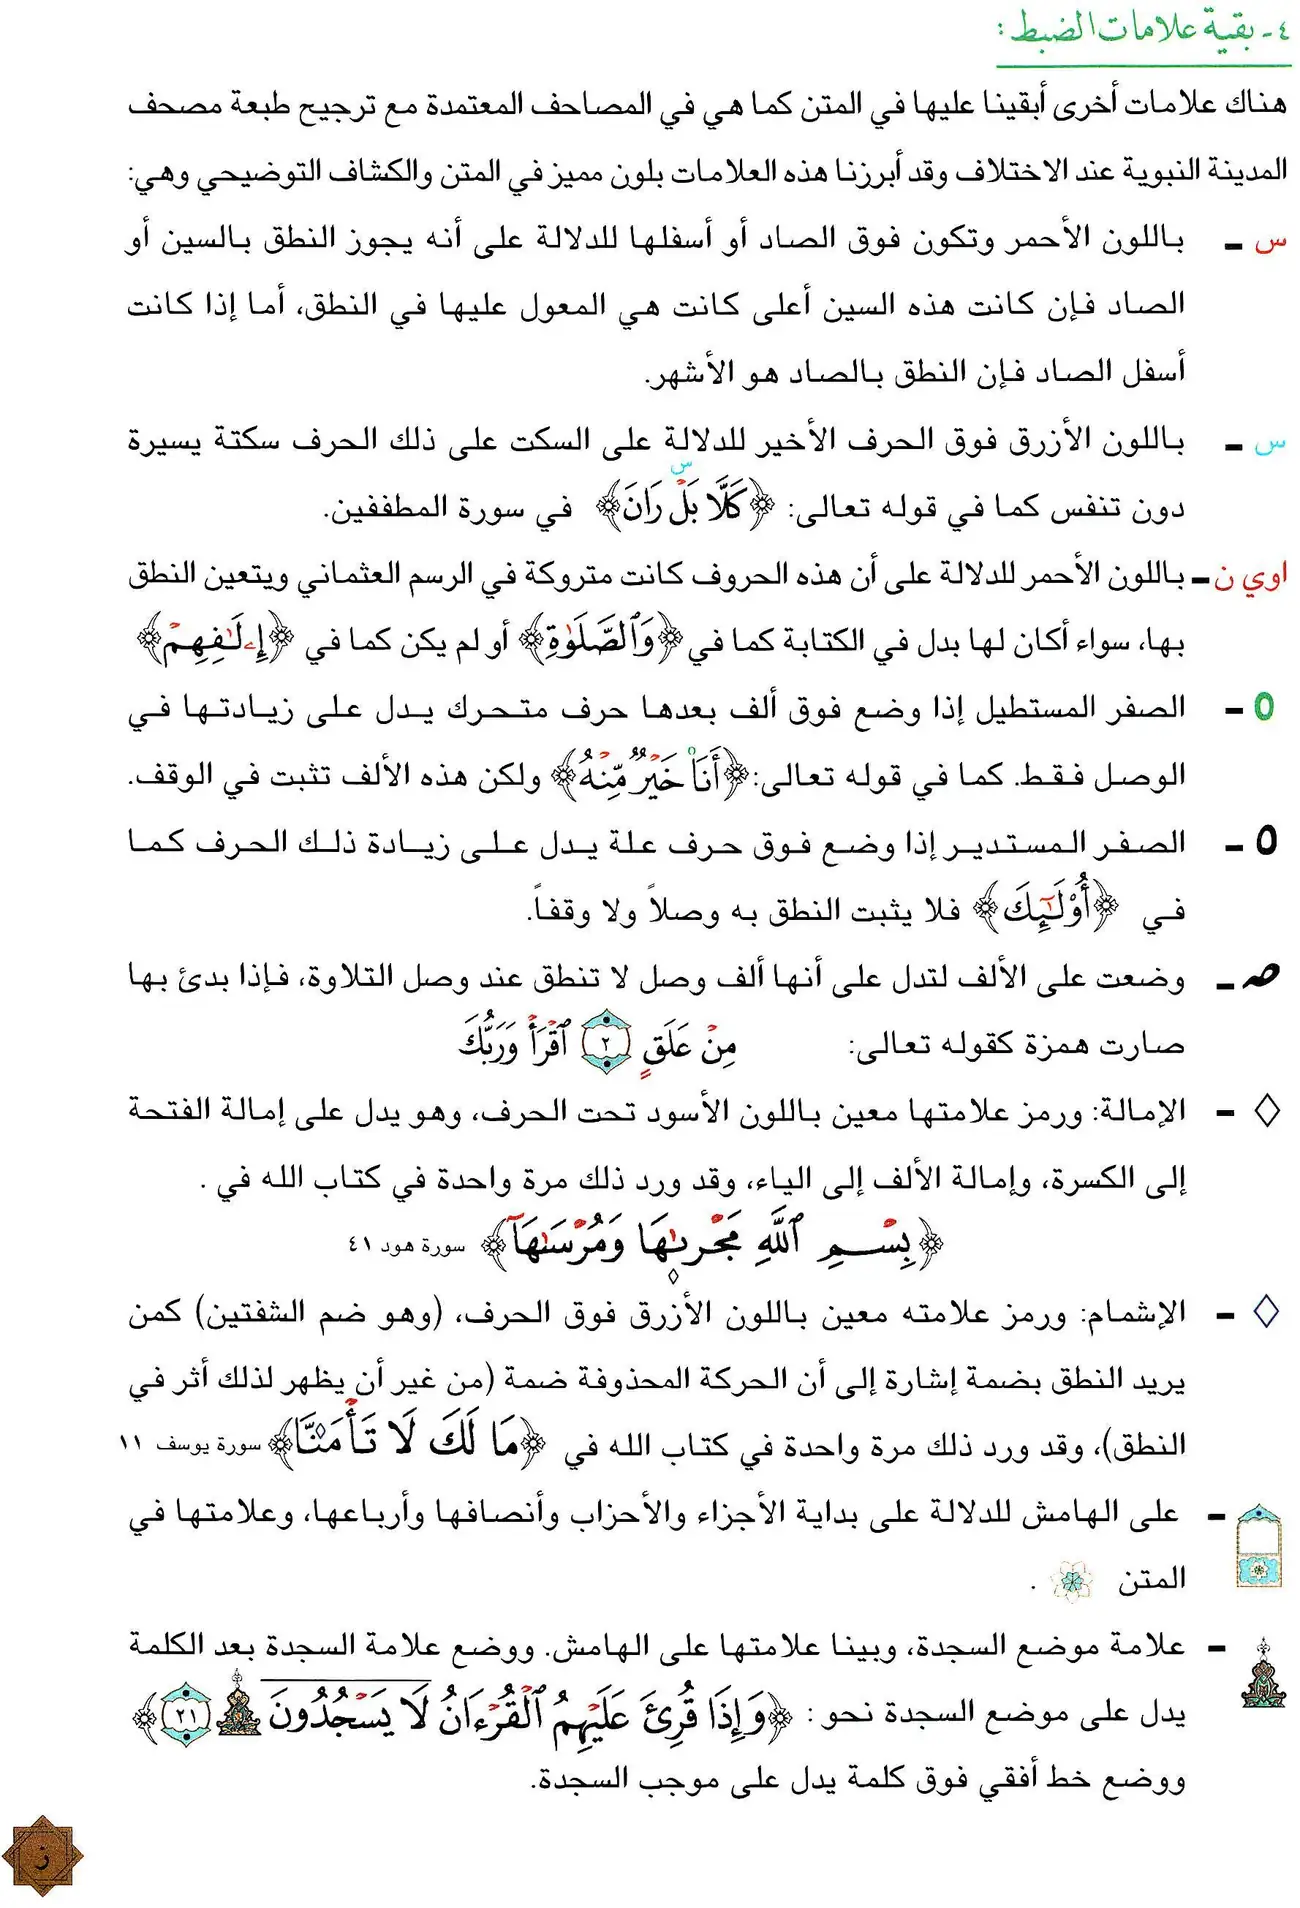 ٤- بقية علامات الضبط:
هناك علامات أخرى أبقينا عليها في المتن كما هي في المصاحف المعتمدة مع ترجيح طبعة مصحف
المدينة النبوية عند الاختلاف وقد أبرزنا هذه العلامات بلون مميز في المتن والكشاف التوضيحي وهي:
س - باللون الأحمر وتكون فوق الصاد أو أسفلها للدلالة على أنه يجوز النطق بالسين أو
الصاد فإن كانت هذه السين أعلى كانت هي المعول عليها في النطق، أما إذا كانت
أسفل الصاد فإن النطق بالصاد هو الأشهر.
س - باللون الأزرق فوق الحرف الأخير للدلالة على السكت على ذلك الحرف سكتة يسيرة
دون تنفس كما في قوله تعالى: ﴿كَلَّا بَلْۜ رَانَ﴾ في سورة المطففين.
اوي ن - باللون الأحمر للدلالة على أن هذه الحروف كانت متروكة في الرسم العثماني ويتعين النطق
بها، سواء أكان لها بدل في الكتابة كما في ﴿وَٱلصَّلَوٰةِ﴾ أو لم يكن كما في ﴿إِۦلَٰفِهِمْ﴾
٥ - الصفر المستطيل إذا وضع فوق ألف بعدها حرف متحرك يدل على زيادتها في
الوصل فقط. كما في قوله تعالى: ﴿أَنَا۠ خَيْرٌ مِّنْهُ﴾ ولكن هذه الألف تثبت في الوقف.
٥ - الصفر المستدير إذا وضع فوق حرف علة يدل على زيادة ذلك الحرف كما
في ﴿أُوْلَٰٓئِكَ﴾ فلا يثبت النطق به وصلاً ولا وقفاً.
صـ - وضعت على الألف لتدل على أنها ألف وصل لا تنطق عند وصل التلاوة، فإذا بدئ بها
صارت همزة كقوله تعالى: مِنْ عَلَقٍ ٢ ٱقْرَأْ وَرَبُّكَ
◊ - الإمالة: ورمز علامتها معين باللون الأسود تحت الحرف، وهو يدل على إمالة الفتحة
إلى الكسرة، وإمالة الألف إلى الياء، وقد ورد ذلك مرة واحدة في كتاب الله في .
﴿بِسْمِ ٱللَّهِ مَجْر۪ىٰهَا وَمُرْسَىٰهَآ﴾ سورة هود ٤١
◊ - الإشمام: ورمز علامته معين باللون الأزرق فوق الحرف، (وهو ضم الشفتين) كمن
يريد النطق بضمة إشارة إلى أن الحركة المحذوفة ضمة (من غير أن يظهر لذلك أثر في
النطق)، وقد ورد ذلك مرة واحدة في كتاب الله في ﴿مَا لَكَ لَا تَأْمَ۫نَّا﴾ سورة يوسف ١١
- على الهامش للدلالة على بداية الأجزاء والأحزاب وأنصافها وأرباعها، وعلامتها في
المتن .
- علامة موضع السجدة، وبينا علامتها على الهامش. ووضع علامة السجدة بعد الكلمة
يدل على موضع السجدة نحو : ﴿وَإِذَا قُرِئَ عَلَيْهِمُ ٱلْقُرْءَانُ لَا يَسْجُدُونَ ۩ ٢١﴾
ووضع خط أفقي فوق كلمة يدل على موجب السجدة.
ز